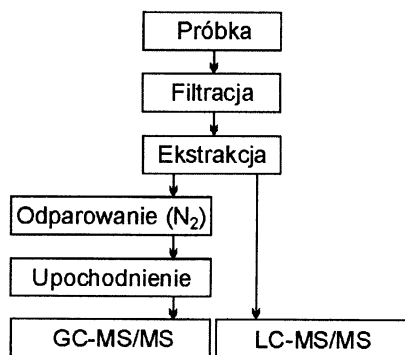 Próbka
Filtracja
Ekstrakcja
Odparowanie (N₂)
Upochodnienie
GC-MS/MS
LC-MS/MS